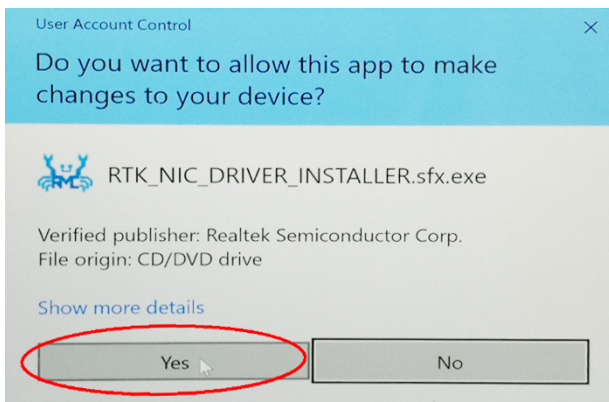 User Account Control
Do you want to allow this app to make
changes to your device?
RTK_NIC_DRIVER_INSTALLER.sfx.exe
Verified publisher: Realtek Semiconductor Corp.
File origin: CD/DVD drive
Show more details
Yes
No